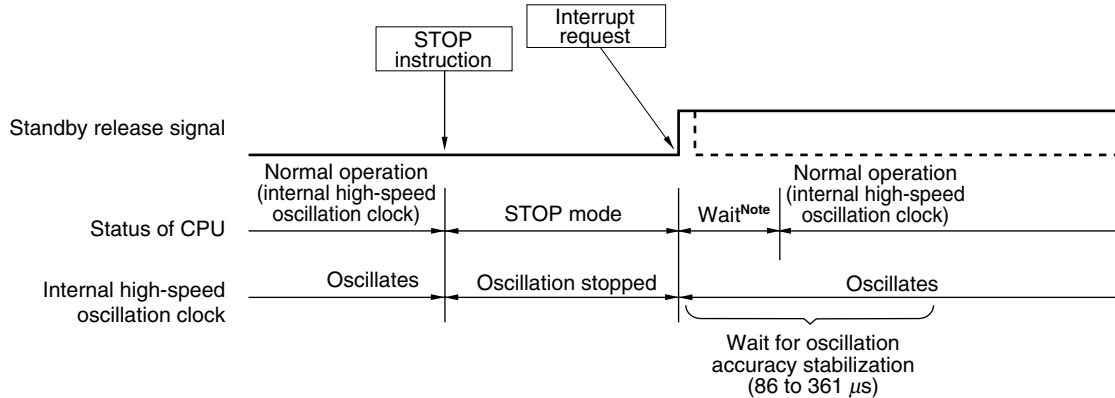 Interrupt
request
STOP
instruction
Standby release signal
Normal operation
(internal high-speed
oscillation clock)
Normal operation
(internal high-speed
oscillation clock)
Status of CPU
STOP mode
WaitNote
Internal high-speed
oscillation clock
Oscillates
Oscillation stopped
Oscillates
Wait for oscillation
accuracy stabilization
(86 to 361 μs)